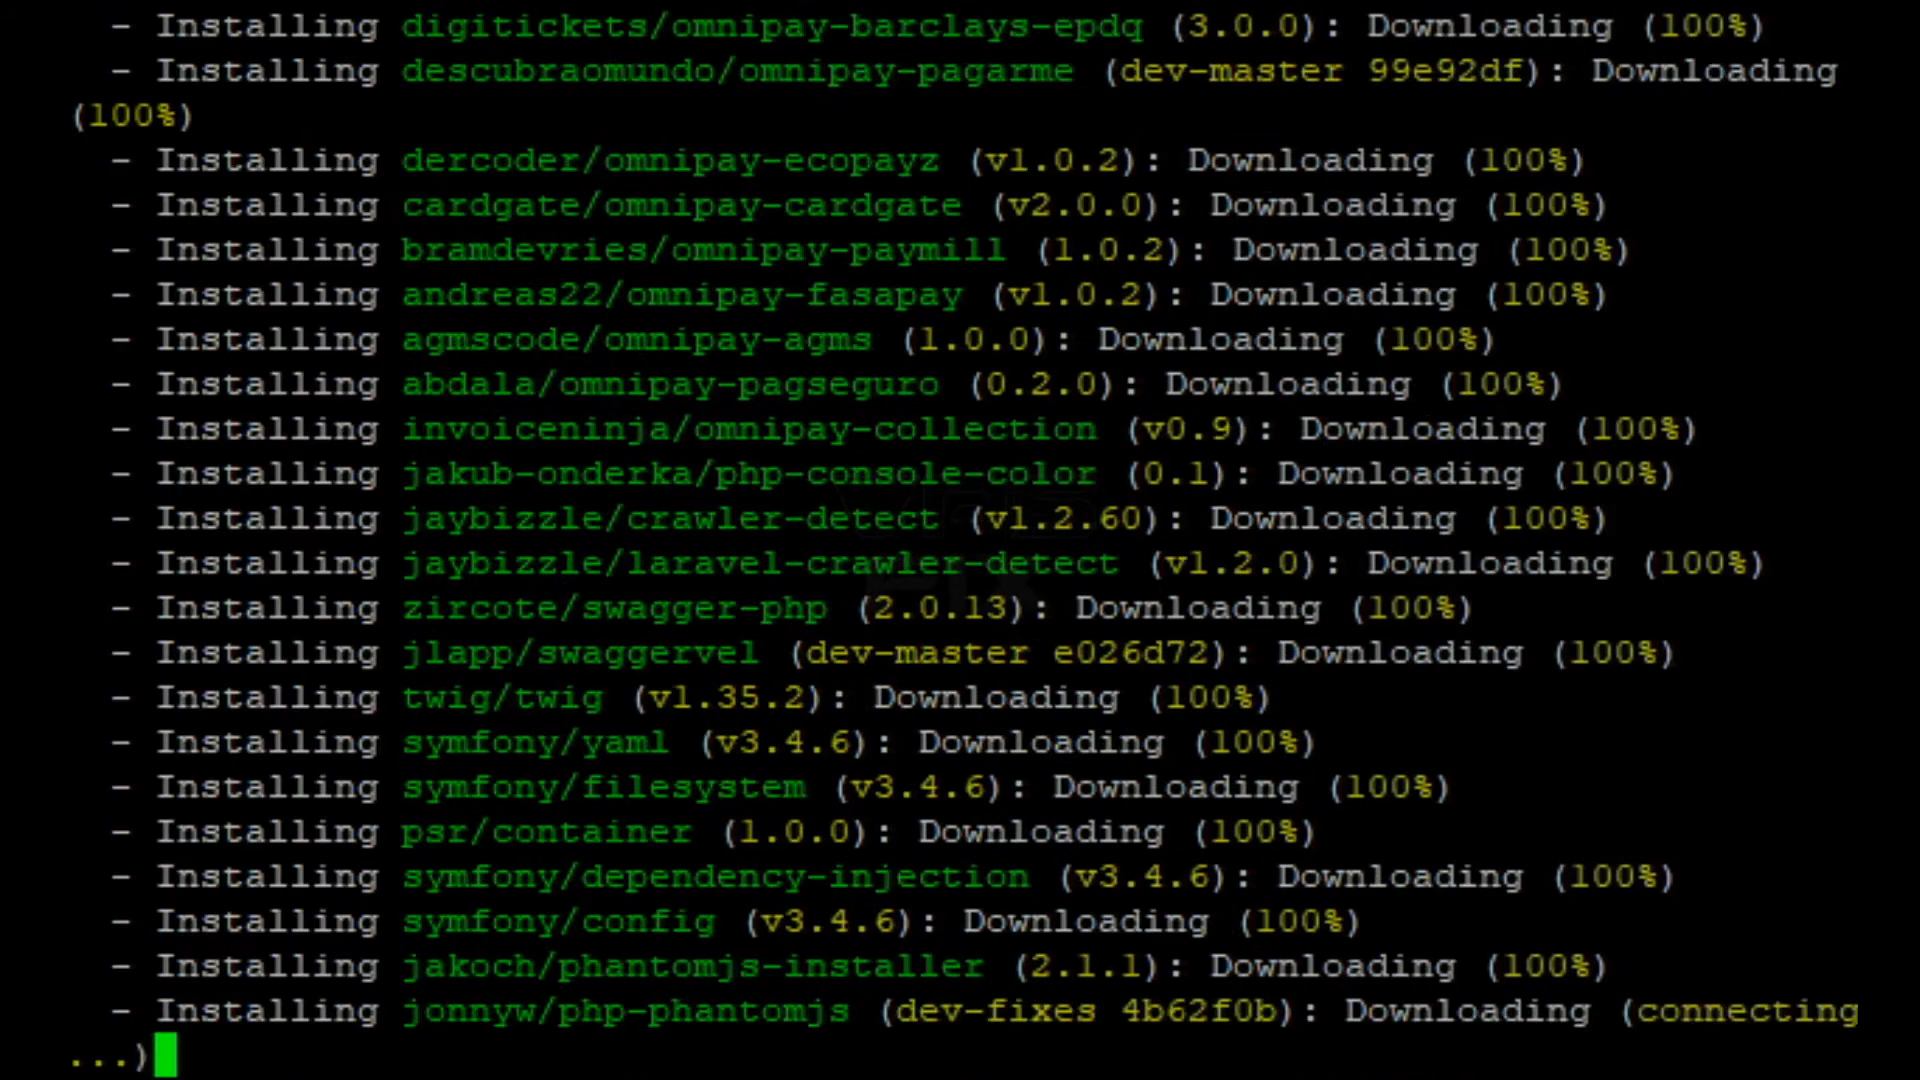 - Installing digitickets/omnipay-barclays-epdq (3.0.0): Downloading (100%)
- Installing descubraomundo/omnipay-pagarme (dev-master 99e92df): Downloading
(100%)
- Installing dercoder/omnipay-ecopayz (v1.0.2): Downloading (100%)
- Installing cardgate/omnipay-cardgate (v2.0.0): Downloading (100%)
- Installing bramdevries/omnipay-paymill (1.0.2): Downloading (100%)
- Installing andreas22/omnipay-fasapay (v1.0.2): Downloading (100%)
- Installing agmscode/omnipay-agms (1.0.0): Downloading (100%)
- Installing abdala/omnipay-pagseguro (0.2.0): Downloading (100%)
- Installing invoiceninja/omnipay-collection (v0.9): Downloading (100%)
- Installing jakub-onderka/php-console-color (0.1): Downloading (100%)
- Installing jaybizzle/crawler-detect (v1.2.60): Downloading (100%)
- Installing jaybizzle/laravel-crawler-detect (v1.2.0): Downloading (100%)
- Installing zircote/swagger-php (2.0.13): Downloading (100%)
- Installing jlapp/swaggervel (dev-master e026d72): Downloading (100%)
- Installing twig/twig (v1.35.2): Downloading (100%)
- Installing symfony/yaml (v3.4.6): Downloading (100%)
- Installing symfony/filesystem (v3.4.6): Downloading (100%)
- Installing psr/container (1.0.0): Downloading (100%)
- Installing symfony/dependency-injection (v3.4.6): Downloading (100%)
- Installing symfony/config (v3.4.6): Downloading (100%)
- Installing jakoch/phantomjs-installer (2.1.1): Downloading (100%)
- Installing jonnyw/php-phantomjs (dev-fixes 4b62f0b): Downloading (connecting
...)